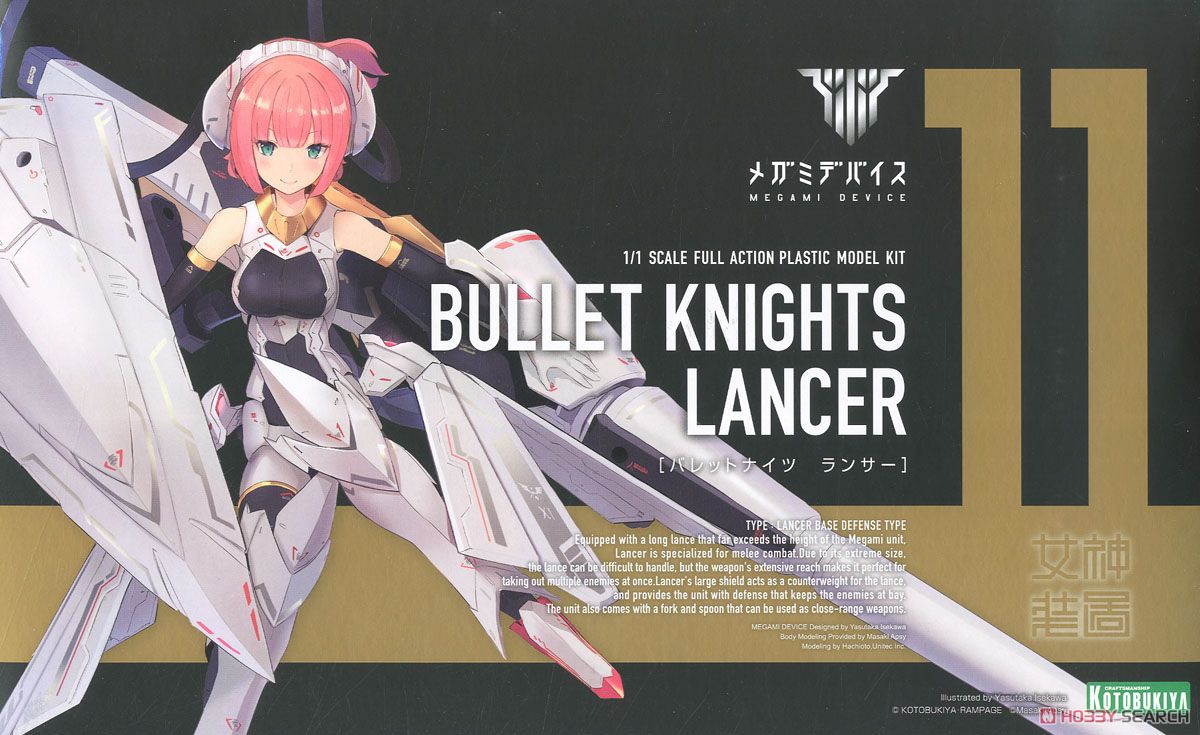 メガミデバイス
MEGAMI DEVICE
11
1/1 SCALE FULL ACTION PLASTIC MODEL KIT
BULLET KNIGHTS
LANCER
[バレットナイツ ランサー]
TYPE : LANCER BASE DEFENSE TYPE
Equipped with a long lance that far exceeds the height of the Megami unit,
Lancer is specialized for melee combat.Due to its extreme size,
the lance can be difficult to handle, but the weapon's extensive reach makes it perfect for
taking out multiple enemies at once.Lancer's large shield acts as a counterweight for the lance,
and provides the unit with defense that keeps the enemies at bay.
The unit also comes with a fork and spoon that can be used as close-range weapons.
MEGAMI DEVICE Designed by Yasutaka Isekawa
Body Modeling Provided by Masaki Apsy
Modeling by Hachioto,Unitec Inc.
女神
装置
XI
Illustrated by Yasutaka Isekawa
© KOTOBUKIYA・RAMPAGE ©Masaki
CRAFTSMANSHIP
KOTOBUKIYA
HOBBY SEARCH